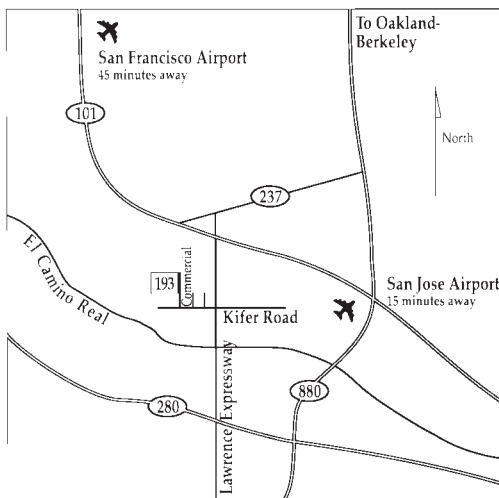 To Oakland-
Berkeley
San Francisco Airport
45 minutes away
101
North
237
El Camino Real
193
Commercial
San Jose Airport
15 minutes away
Kifer Road
Lawrence Expressway
880
280